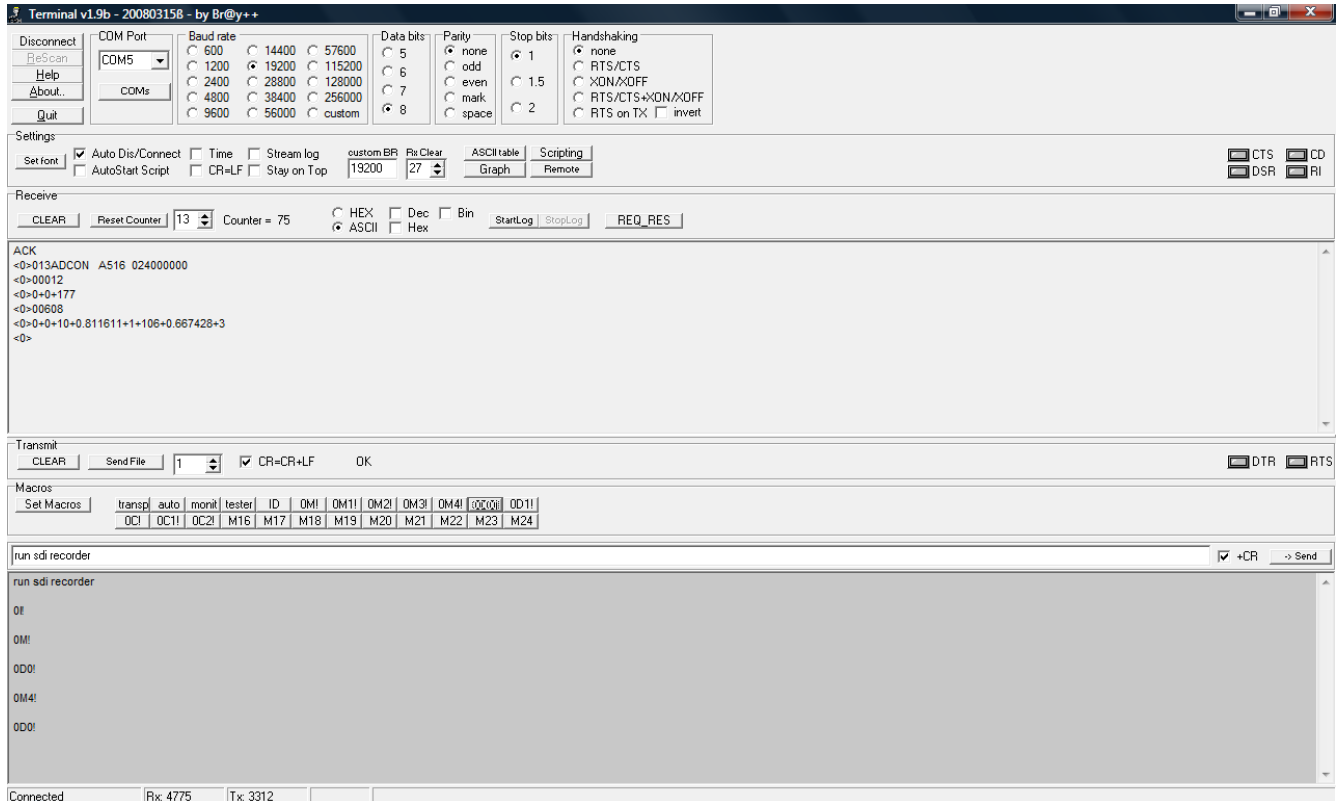 Terminal v1.9b - 20080315ß - by Br@y++
Disconnect
ReScan
Help
About..
Quit
COM Port
COM5
COMs
Baud rate
600 14400 57600
1200 19200 115200
2400 28800 128000
4800 38400 256000
9600 56000 custom
Data bits
5
6
7
8
Parity
none
odd
even
mark
space
Stop bits
1
1.5
2
Handshaking
none
RTS/CTS
XON/XOFF
RTS/CTS+XON/XOFF
RTS on TX invert
Settings
Set font
Auto Dis/Connect Time Stream log
AutoStart Script CR=LF Stay on Top
custom BR Rx Clear
19200 27
ASCII table Scripting
Graph Remote
CTS CD
DSR RI
Receive
CLEAR Reset Counter 13 Counter = 75
HEX Dec Bin
ASCII Hex
StartLog StopLog REQ_RES
ACK
<0>013ADCON A516 024000000
<0>00012
<0>0+0+177
<0>00608
<0>0+0+10+0.811611+1+106+0.667428+3
<0>
Transmit
CLEAR Send File 1 CR=CR+LF OK
DTR RTS
Macros
Set Macros
transp auto monit tester ID 0M! 0M1! 0M2! 0M3! 0M4! 0D1!
0C! 0C1! 0C2! M16 M17 M18 M19 M20 M21 M22 M23 M24
run sdi recorder
+CR -> Send
run sdi recorder
0I!
0M!
0D0!
0M4!
0D0!
Connected Rx: 4775 Tx: 3312